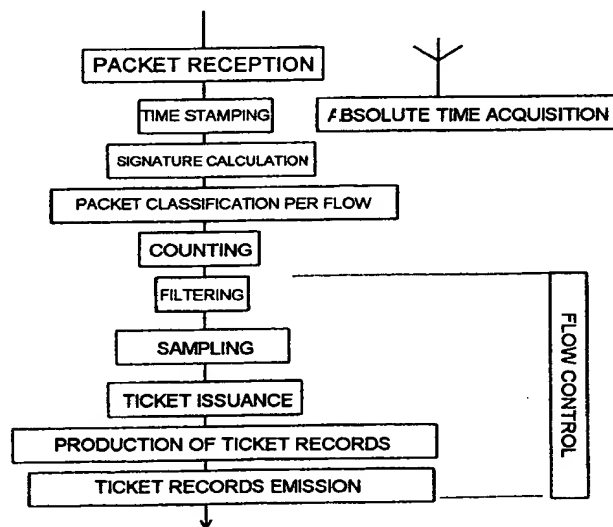 PACKET RECEPTION
TIME STAMPING
ABSOLUTE TIME ACQUISITION
SIGNATURE CALCULATION
PACKET CLASSIFICATION PER FLOW
COUNTING
FILTERING
SAMPLING
TICKET ISSUANCE
PRODUCTION OF TICKET RECORDS
TICKET RECORDS EMISSION
FLOW CONTROL